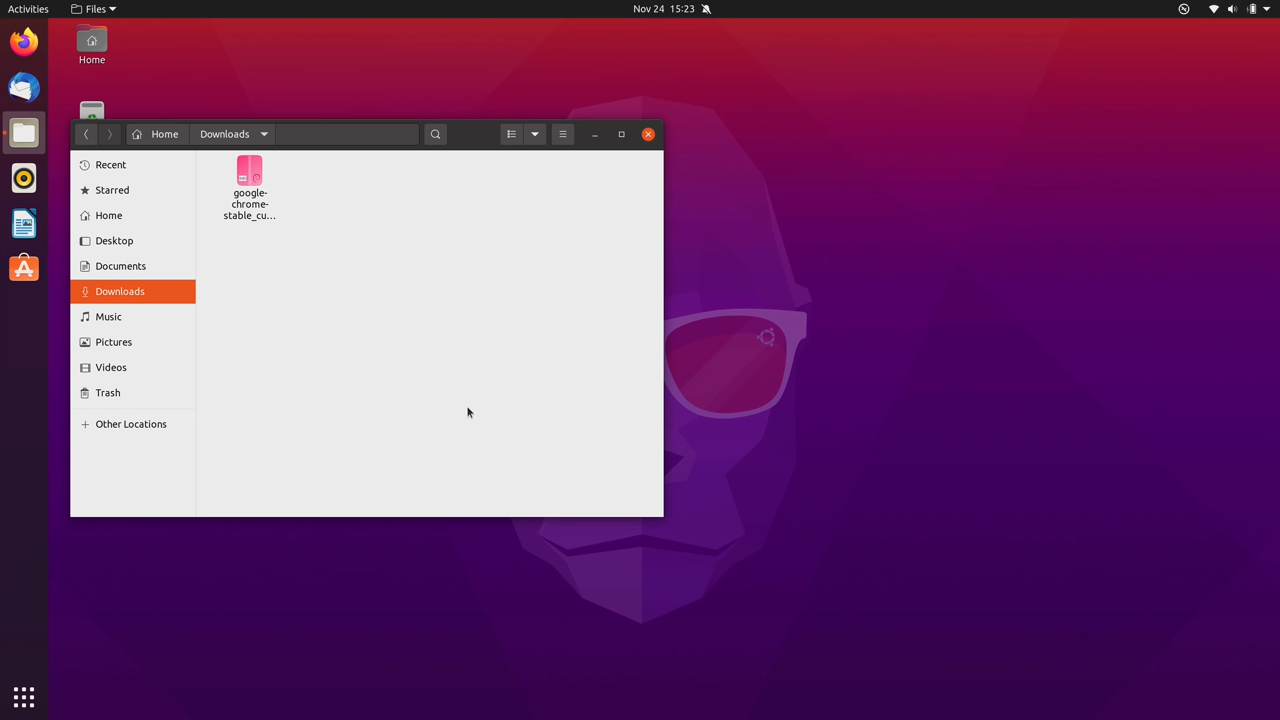 Activities
Files
Nov 24 15:23
Home
Home
Downloads
Recent
Starred
Home
Desktop
Documents
Downloads
Music
Pictures
Videos
Trash
Other Locations
google-
chrome-
stable_cu…